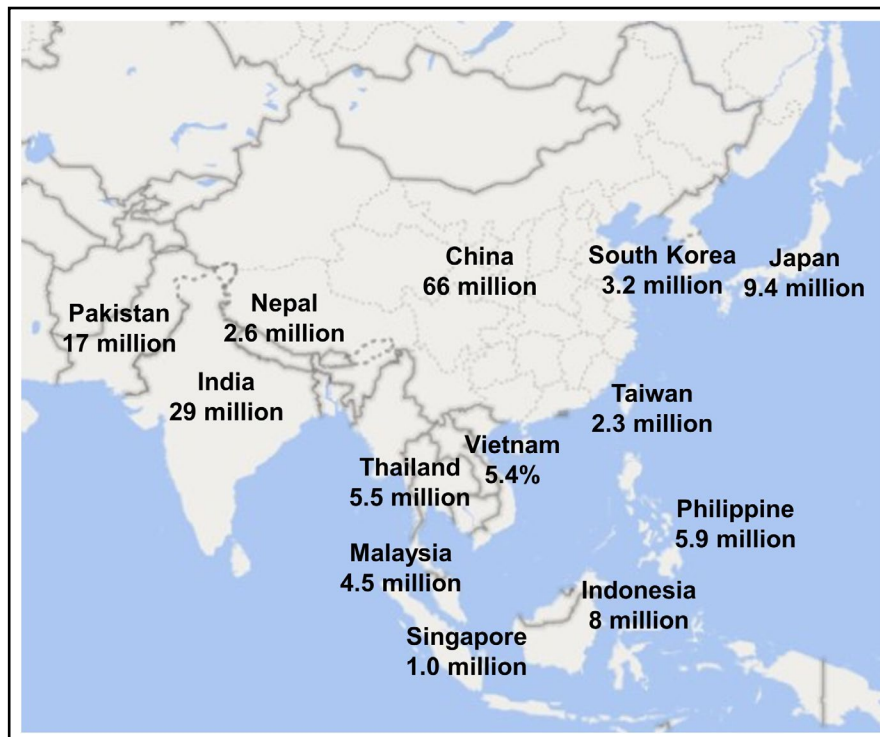 China
66 million
South Korea
3.2 million
Japan
9.4 million
Pakistan
17 million
Nepal
2.6 million
India
29 million
Taiwan
2.3 million
Vietnam
5.4%
Thailand
5.5 million
Philippine
5.9 million
Malaysia
4.5 million
Indonesia
8 million
Singapore
1.0 million